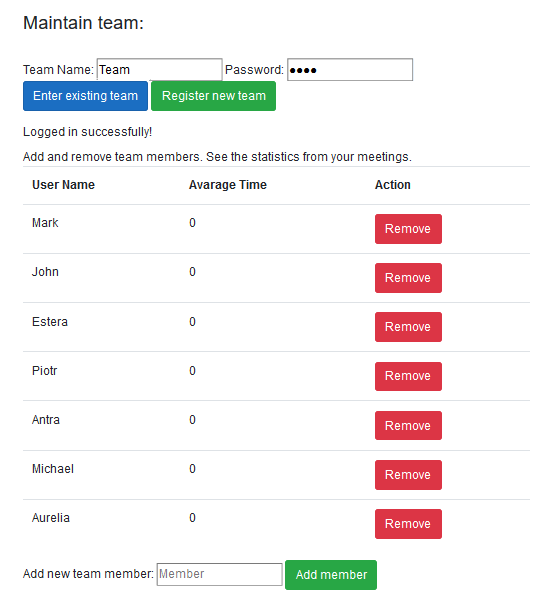 Maintain team:
Team Name: Team Password: ••••
Enter existing team Register new team
Logged in successfully!
Add and remove team members. See the statistics from your meetings.
User Name Avarage Time Action
Mark 0 Remove
John 0 Remove
Estera 0 Remove
Piotr 0 Remove
Antra 0 Remove
Michael 0 Remove
Aurelia 0 Remove
Add new team member: Member Add member